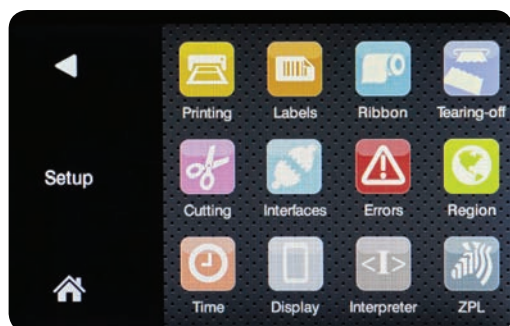 Printing Labels Ribbon Tearing-off
Setup
Cutting Interfaces Errors Region
<I>
Time Display Interpreter ZPL